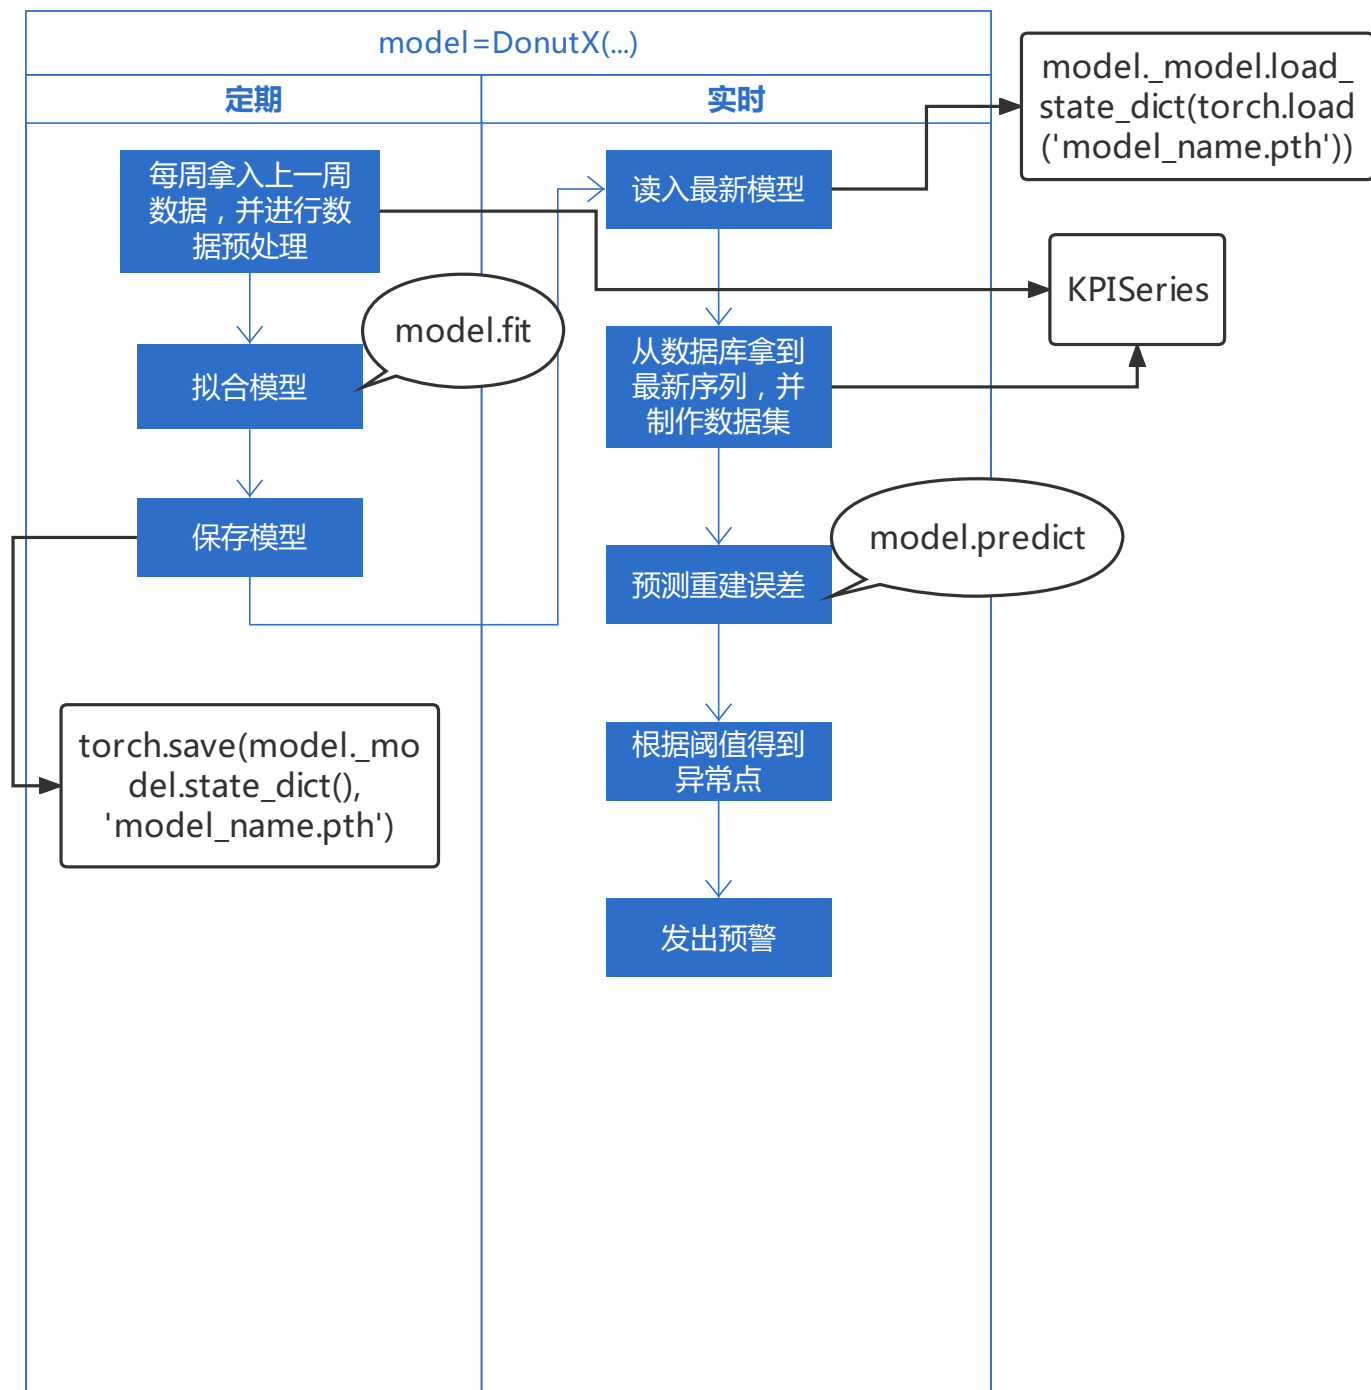 model=DonutX(...)
定期
实时
每周拿入上一周
数据，并进行数
据预处理
拟合模型
model.fit
保存模型
torch.save(model._mo
del.state_dict(),
'model_name.pth')
读入最新模型
model._model.load_
state_dict(torch.load
('model_name.pth'))
KPISeries
从数据库拿到
最新序列，并
制作数据集
model.predict
预测重建误差
根据阈值得到
异常点
发出预警